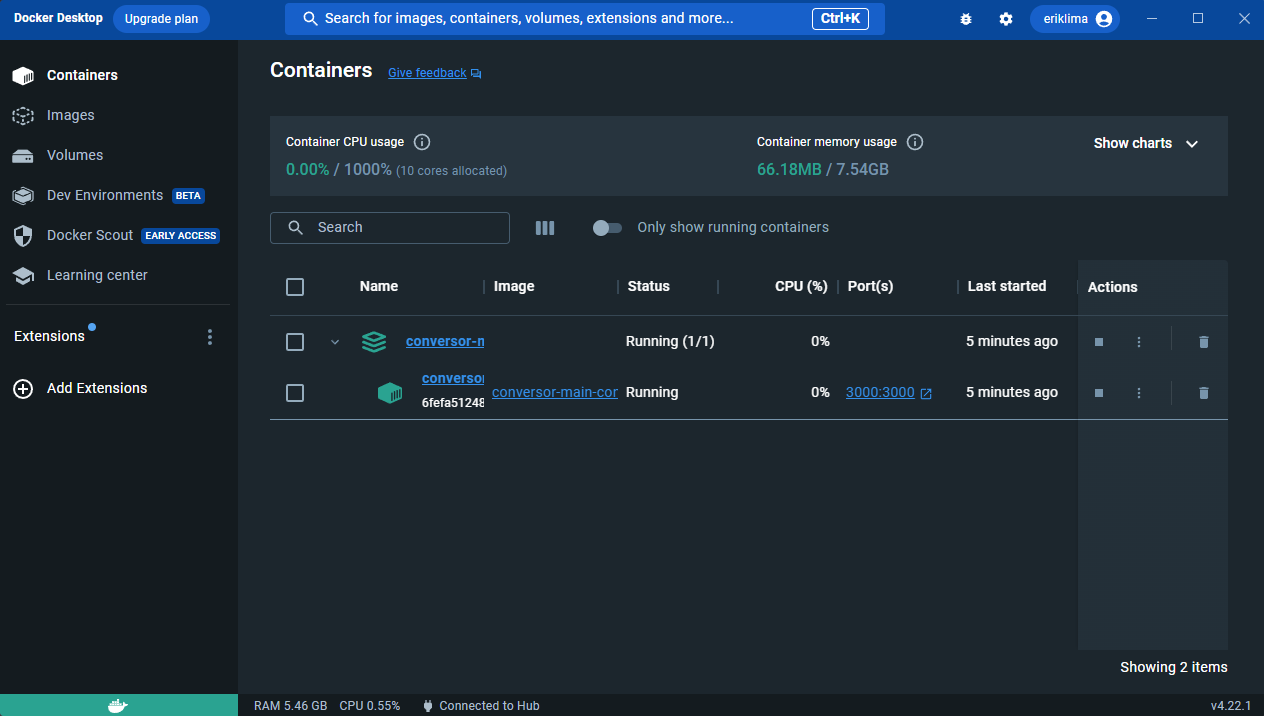 Docker Desktop Upgrade plan Search for images, containers, volumes, extensions and more... Ctrl+K eriklima
Containers
Images
Volumes
Dev Environments BETA
Docker Scout EARLY ACCESS
Learning center
Extensions
Add Extensions
Containers Give feedback
Container CPU usage
0.00% / 1000% (10 cores allocated)
Container memory usage
66.18MB / 7.54GB
Show charts
Search
Only show running containers
Name Image Status CPU (%) Port(s) Last started Actions
conversor-m Running (1/1) 0% 5 minutes ago
conversor
6fefa51248 conversor-main-cor Running 0% 3000:3000 5 minutes ago
Showing 2 items
RAM 5.46 GB CPU 0.55% Connected to Hub v4.22.1